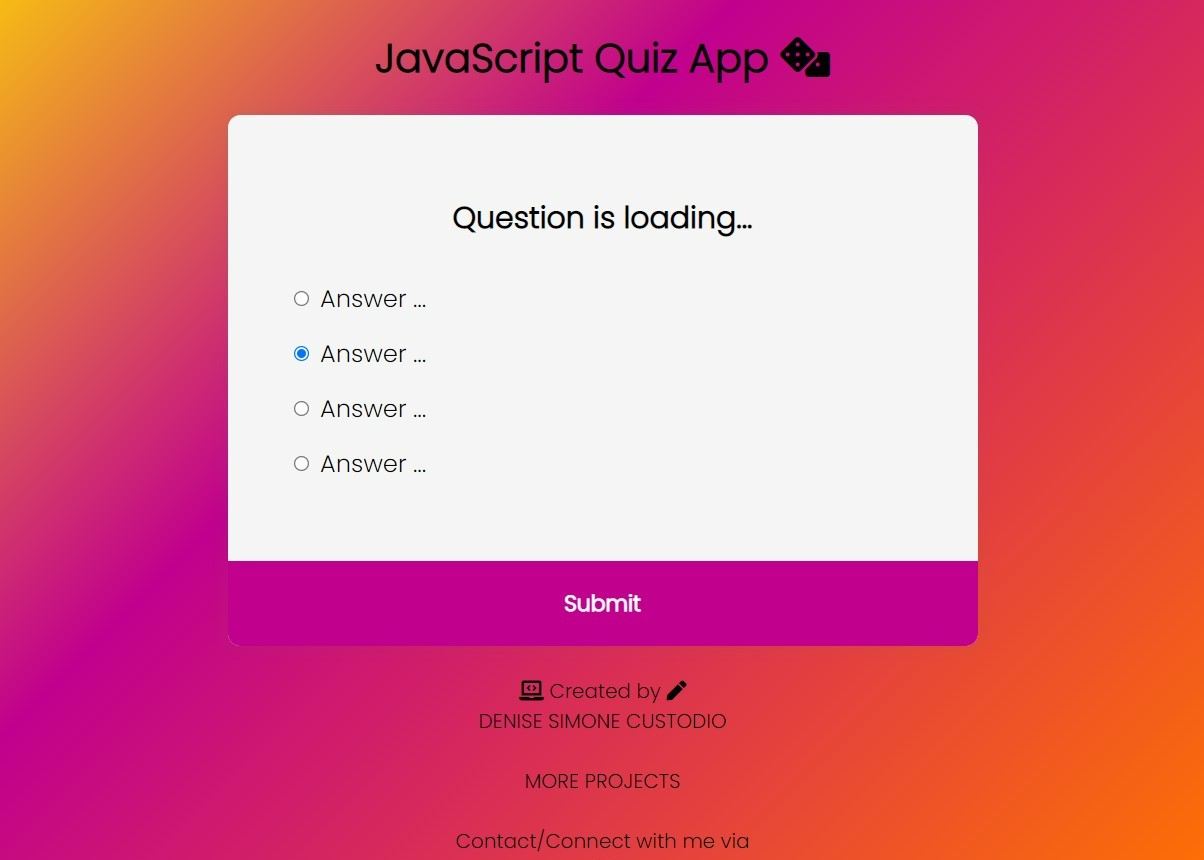 JavaScript Quiz App
Question is loading...
Answer ...
Answer ...
Answer ...
Answer ...
Submit
Created by
DENISE SIMONE CUSTODIO
MORE PROJECTS
Contact/Connect with me via